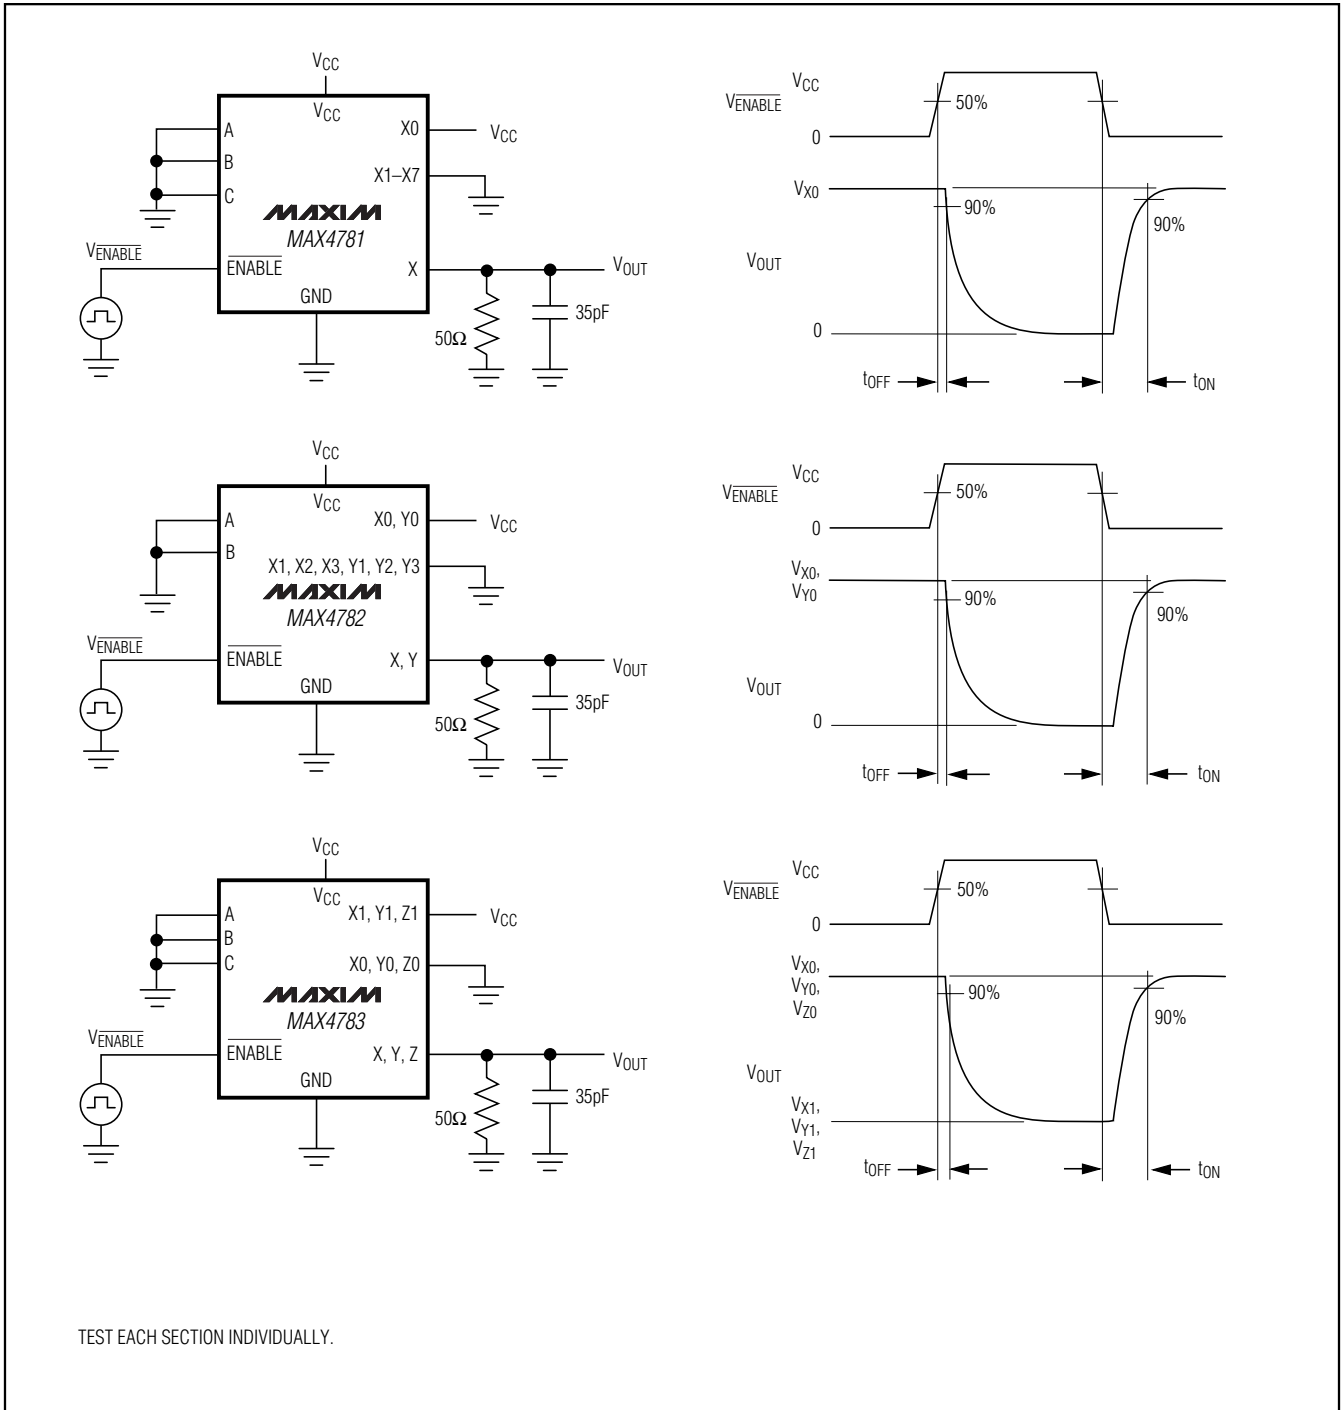 VCC
VCC
A
B
C
X0
VCC
X1–X7
MAXIM
MAX4781
VENABLE
ENABLE
X
VOUT
GND
50Ω
35pF
VCC
VENABLE
50%
0
VX0
90%
90%
VOUT
0
tOFF
tON
VCC
VCC
A
B
X0, Y0
VCC
X1, X2, X3, Y1, Y2, Y3
MAXIM
MAX4782
VENABLE
ENABLE
X, Y
VOUT
GND
50Ω
35pF
VCC
VENABLE
50%
0
VX0,
VY0
90%
90%
VOUT
0
tOFF
tON
VCC
VCC
A
B
C
X1, Y1, Z1
VCC
X0, Y0, Z0
MAXIM
MAX4783
VENABLE
ENABLE
X, Y, Z
VOUT
GND
50Ω
35pF
VCC
VENABLE
50%
0
VX0,
VY0,
VZ0
90%
90%
VOUT
VX1,
VY1,
VZ1
tOFF
tON
TEST EACH SECTION INDIVIDUALLY.